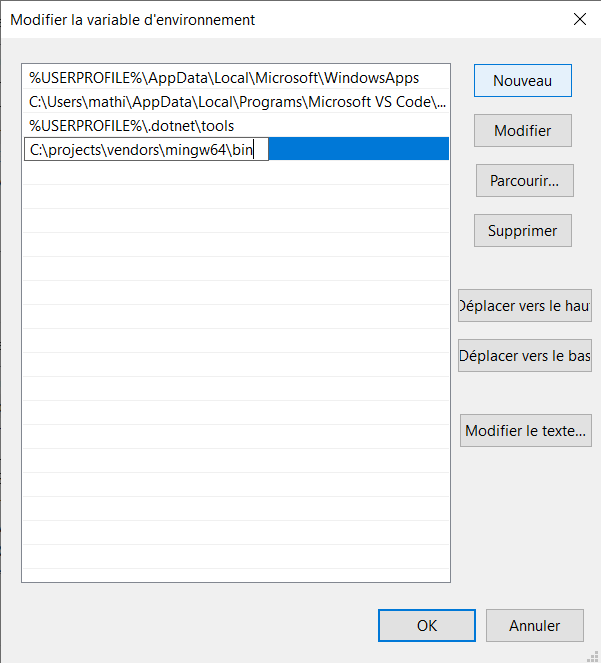 Modifier la variable d'environnement
%USERPROFILE%\AppData\Local\Microsoft\WindowsApps
C:\Users\mathi\AppData\Local\Programs\Microsoft VS Code\...
%USERPROFILE%\.dotnet\tools
C:\projects\vendors\mingw64\bin
Nouveau
Modifier
Parcourir...
Supprimer
Déplacer vers le hau
Déplacer vers le bas
Modifier le texte...
OK
Annuler